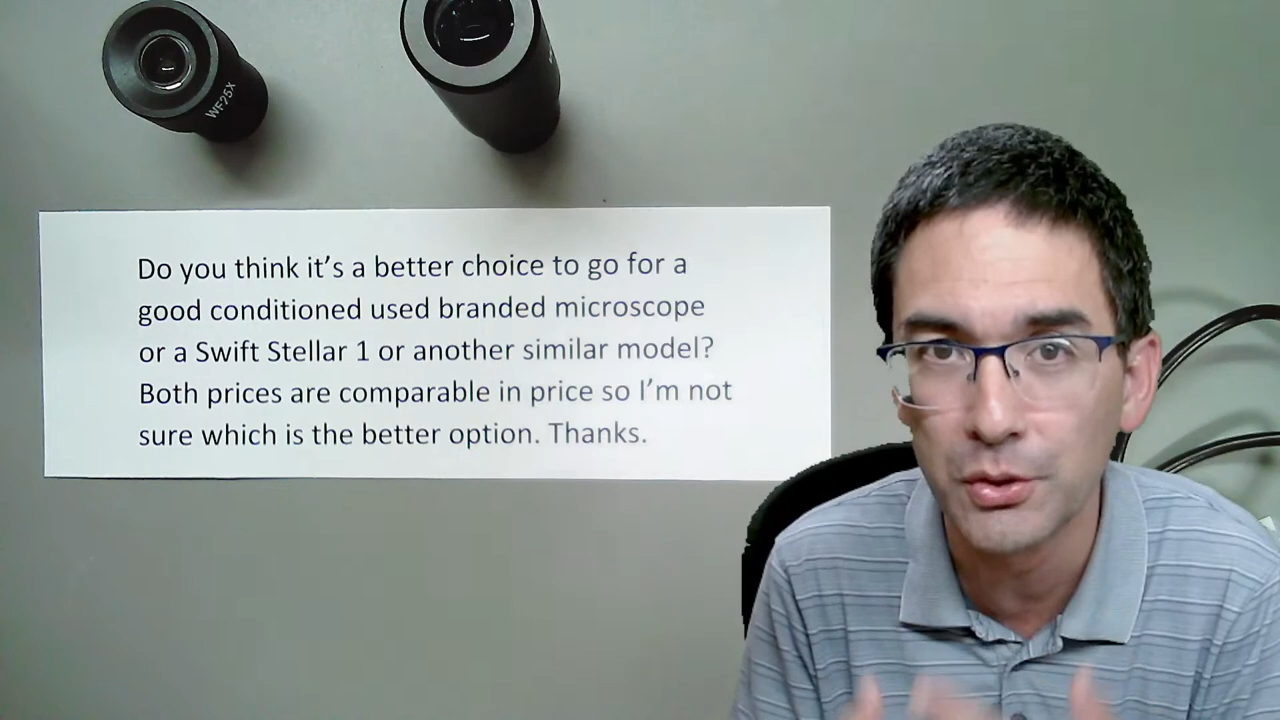 WF25X
Do you think it’s a better choice to go for a
good conditioned used branded microscope
or a Swift Stellar 1 or another similar model?
Both prices are comparable in price so I’m not
sure which is the better option. Thanks.